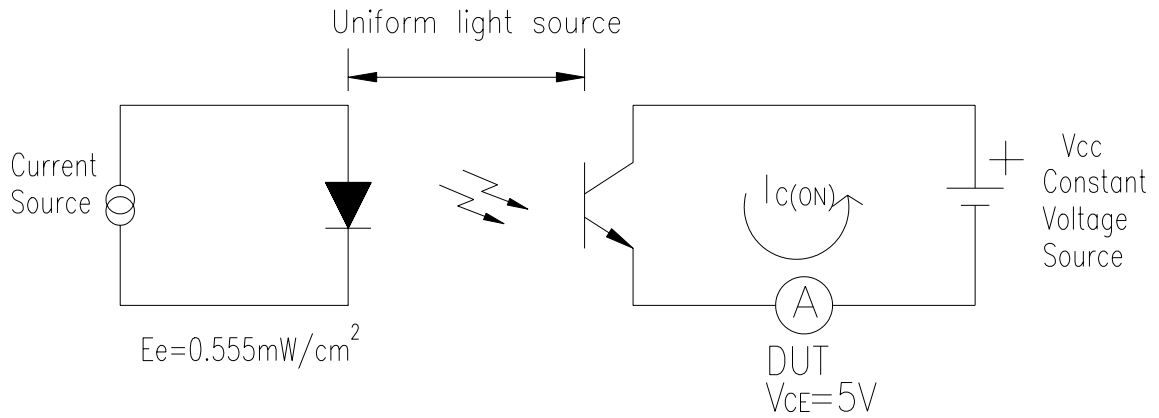 Uniform light source
Current
Source
IC(ON)
+
Vcc
Constant
Voltage
Source
A
Ee=0.555mW/cm²
DUT
VCE=5V